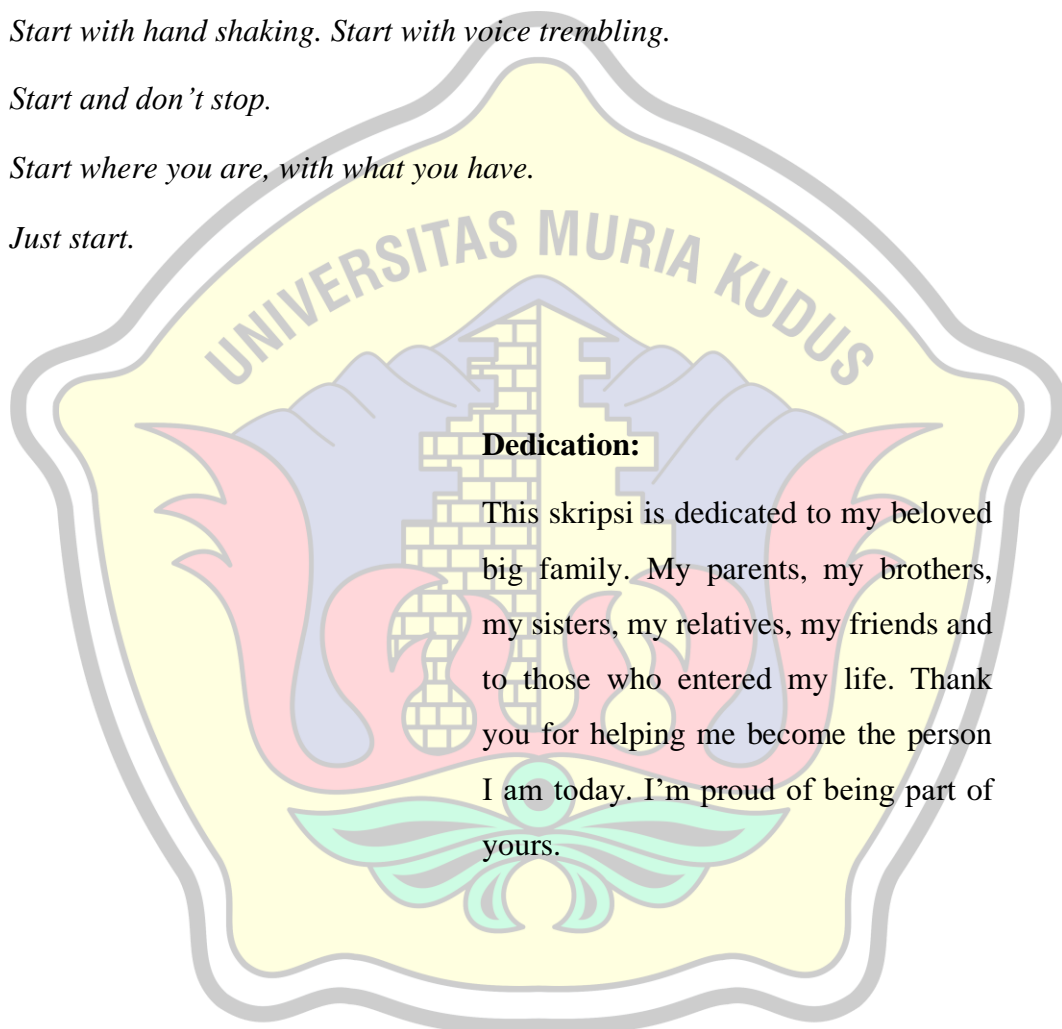 Start with hand shaking. Start with voice trembling.
Start and don’t stop.
Start where you are, with what you have.
Just start.
UNIVERSITAS MURIA KUDUS
Dedication:
This skripsi is dedicated to my beloved
big family. My parents, my brothers,
my sisters, my relatives, my friends and
to those who entered my life. Thank
you for helping me become the person
I am today. I’m proud of being part of
yours.